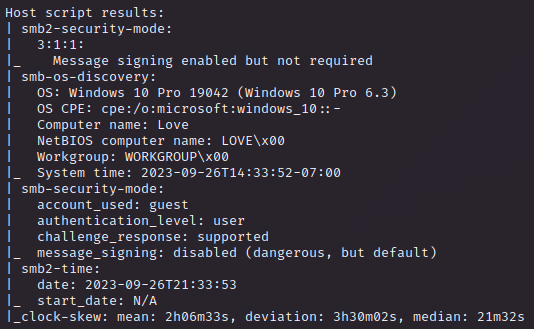 Host script results:
| smb2-security-mode:
|   3:1:1:
|_    Message signing enabled but not required
| smb-os-discovery:
|   OS: Windows 10 Pro 19042 (Windows 10 Pro 6.3)
|   OS CPE: cpe:/o:microsoft:windows_10::-
|   Computer name: Love
|   NetBIOS computer name: LOVE\x00
|   Workgroup: WORKGROUP\x00
|_  System time: 2023-09-26T14:33:52-07:00
| smb-security-mode:
|   account_used: guest
|   authentication_level: user
|   challenge_response: supported
|_  message_signing: disabled (dangerous, but default)
| smb2-time:
|   date: 2023-09-26T21:33:53
|_  start_date: N/A
|_clock-skew: mean: 2h06m33s, deviation: 3h30m02s, median: 21m32s